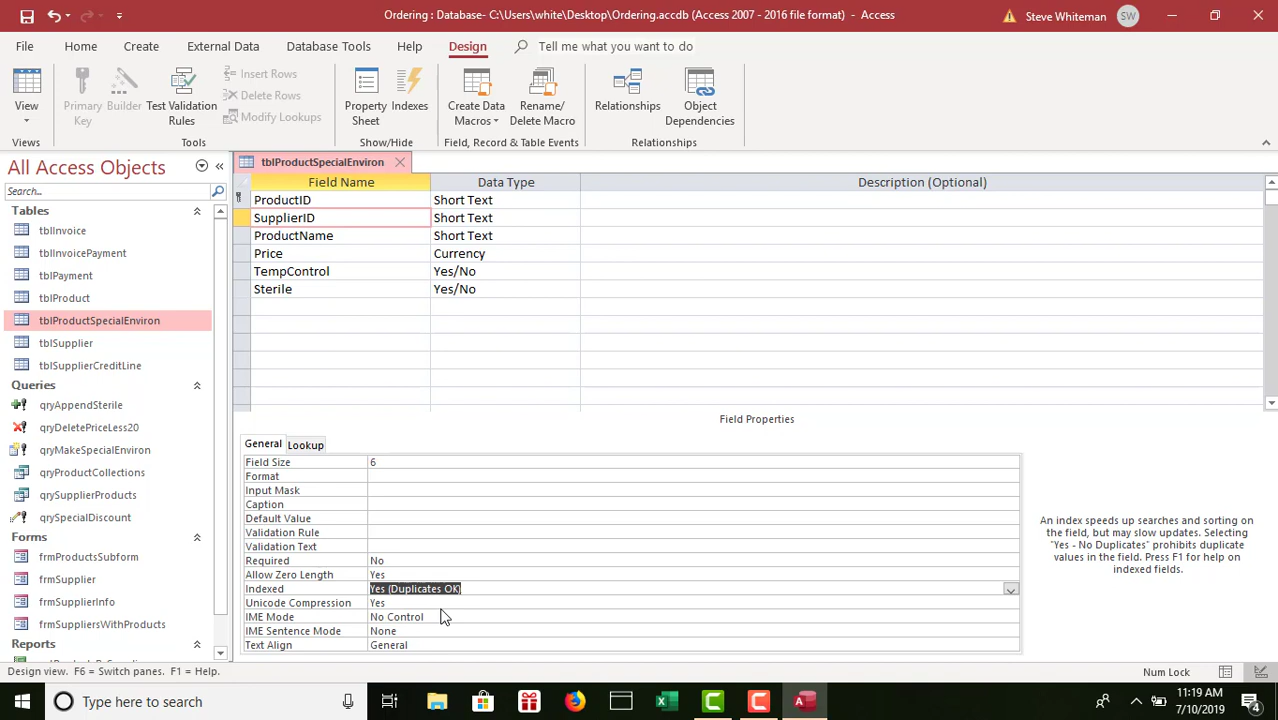 Ordering : Database- C:\Users\white\Desktop\Ordering.accdb (Access 2007 - 2016 file format) - Access
Steve Whiteman
SW
File Home Create External Data Database Tools Help Design Tell me what you want to do
View
Views
Primary Key
Builder
Test Validation Rules
Insert Rows
Delete Rows
Modify Lookups
Tools
Property Sheet
Indexes
Show/Hide
Create Data Macros
Rename/ Delete Macro
Field, Record & Table Events
Relationships
Object Dependencies
Relationships
All Access Objects
Search...
Tables
tblInvoice
tblInvoicePayment
tblPayment
tblProduct
tblProductSpecialEnviron
tblSupplier
tblSupplierCreditLine
Queries
qryAppendSterile
qryDeletePriceLess20
qryMakeSpecialEnviron
qryProductCollections
qrySupplierProducts
qrySpecialDiscount
Forms
frmProductsSubform
frmSupplier
frmSupplierInfo
frmSuppliersWithProducts
Reports
tblProductSpecialEnviron
Field Name Data Type Description (Optional)
ProductID Short Text
SupplierID Short Text
ProductName Short Text
Price Currency
TempControl Yes/No
Sterile Yes/No
Field Properties
General Lookup
Field Size 6
Format
Input Mask
Caption
Default Value
Validation Rule
Validation Text
Required No
Allow Zero Length Yes
Indexed Yes (Duplicates OK)
Unicode Compression Yes
IME Mode No Control
IME Sentence Mode None
Text Align General
An index speeds up searches and sorting
on the field, but may slow updates. Selecting
"Yes - No Duplicates" prohibits duplicate
values in the field. Press F1 for help on
indexed fields.
Design view. F6 = Switch panes. F1 = Help.
Num Lock
Type here to search
11:19 AM
7/10/2019
4